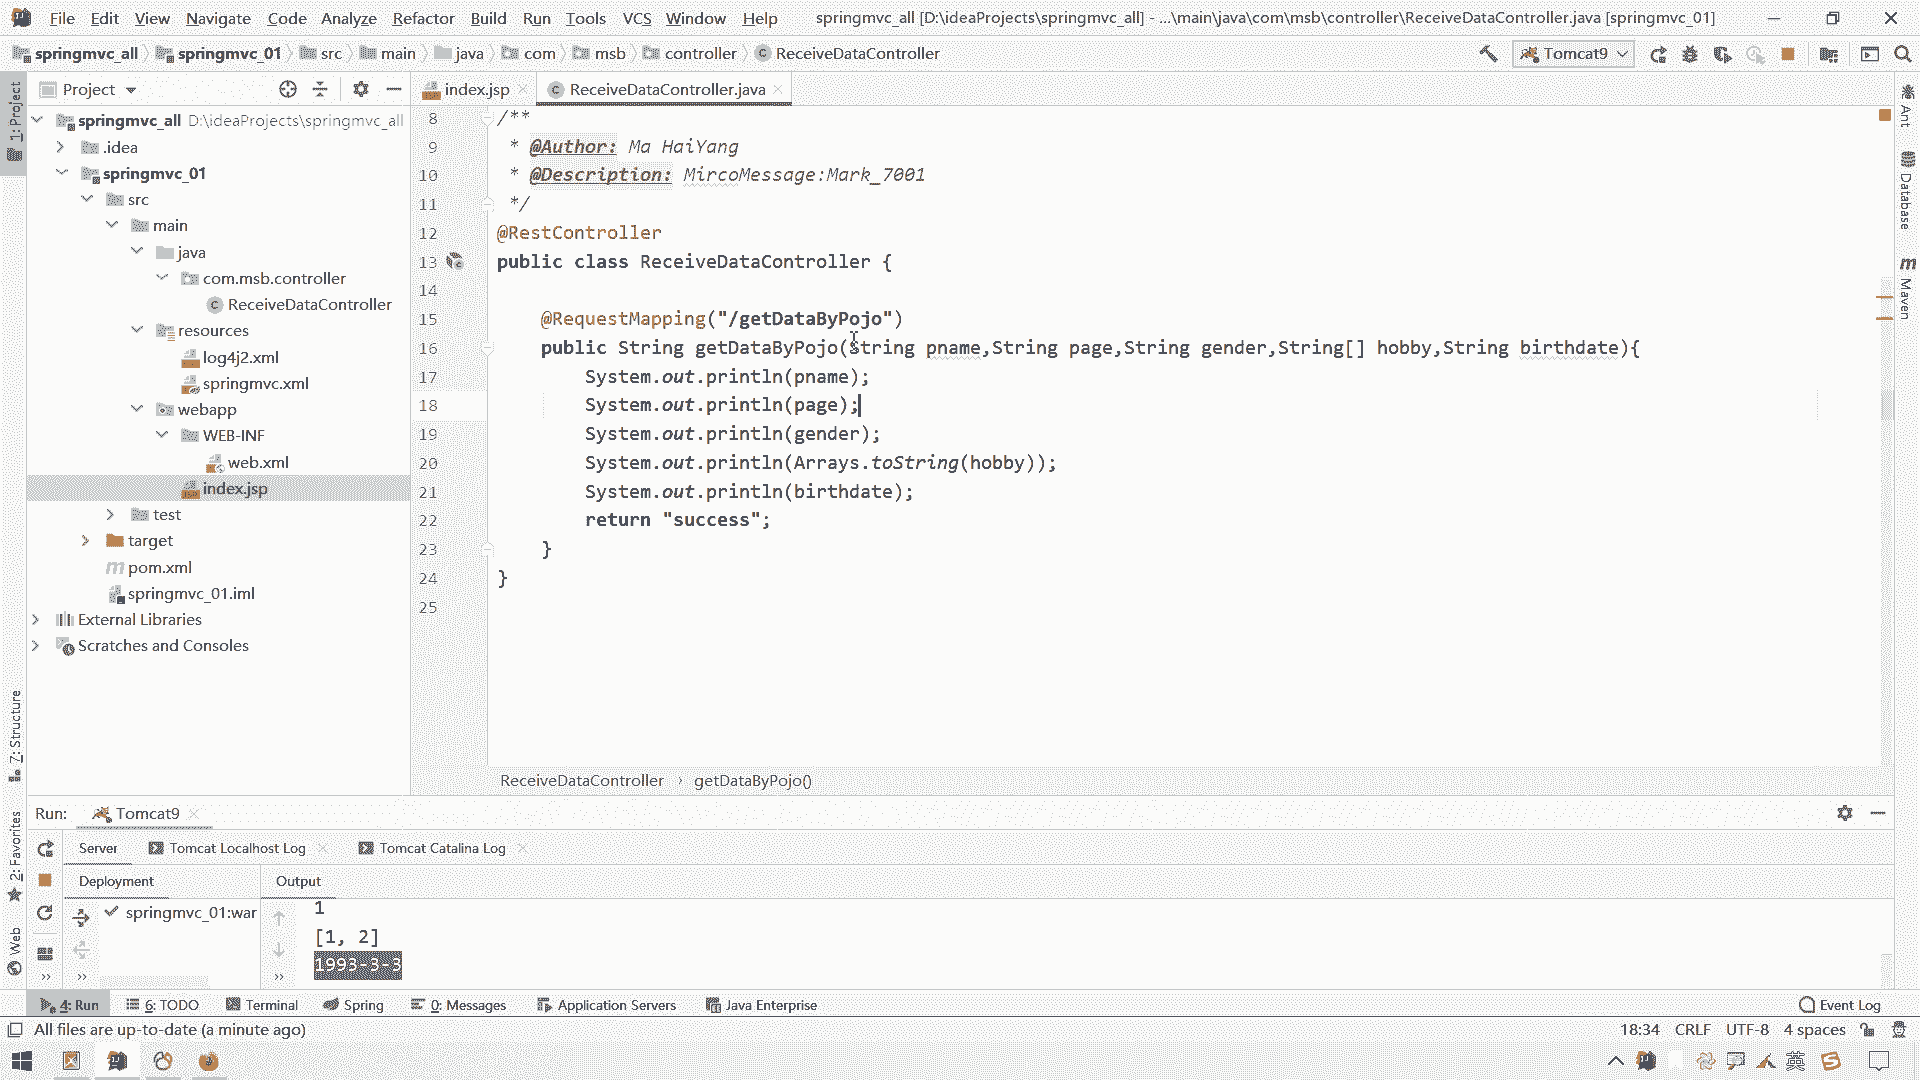 File Edit View Navigate Code Analyze Refactor Build Run Tools VCS Window Help springmvc_all [D:\ideaProjects\springmvc_all] - ...\main\java\com\msb\controller\ReceiveDataController.java [springmvc_01]
springmvc_all springmvc_01 src main java com msb controller ReceiveDataController Tomcat9
1: Project
Project
index.jsp ReceiveDataController.java
springmvc_all D:\ideaProjects\springmvc_all
.idea
springmvc_01
src
main
java
com.msb.controller
ReceiveDataController
resources
log4j2.xml
springmvc.xml
webapp
WEB-INF
web.xml
index.jsp
test
target
pom.xml
springmvc_01.iml
External Libraries
Scratches and Consoles
8 /**
9 * @Author: Ma HaiYang
10 * @Description: MircoMessage:Mark_7001
11 */
12 @RestController
13 public class ReceiveDataController {
14
15 @RequestMapping("/getDataByPojo")
16 public String getDataByPojo(String pname,String page,String gender,String[] hobby,String birthdate){
17 System.out.println(pname);
18 System.out.println(page);
19 System.out.println(gender);
20 System.out.println(Arrays.toString(hobby));
21 System.out.println(birthdate);
22 return "success";
23 }
24 }
25
ReceiveDataController › getDataByPojo()
Ant
Database
Maven
7: Structure
2: Favorites
Web
Run: Tomcat9
Server Tomcat Localhost Log Tomcat Catalina Log
Deployment Output
springmvc_01:war
1
[1, 2]
1993-3-3
4: Run 6: TODO Terminal Spring 0: Messages Application Servers Java Enterprise Event Log
All files are up-to-date (a minute ago) 18:34 CRLF UTF-8 4 spaces
英